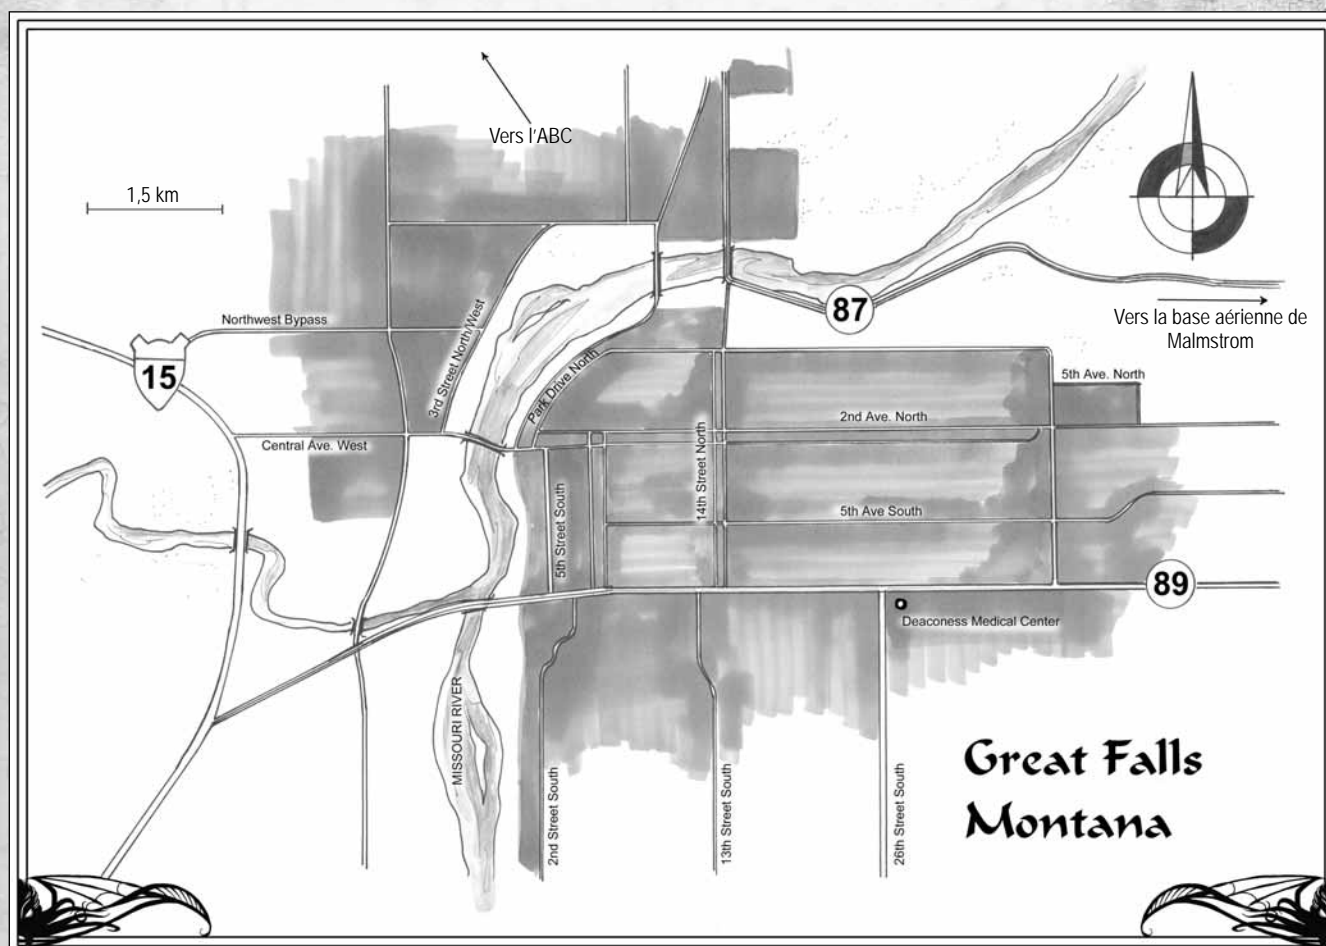 Vers l'ABC
1,5 km
87
Vers la base aérienne de
Malmstrom
Northwest Bypass
15
3rd Street North/West
Park Drive North
5th Ave. North
2nd Ave. North
Central Ave. West
14th Street North
5th Street South
5th Ave South
89
Deaconess Medical Center
MISSOURI RIVER
2nd Street South
13th Street South
26th Street South
Great Falls
Montana